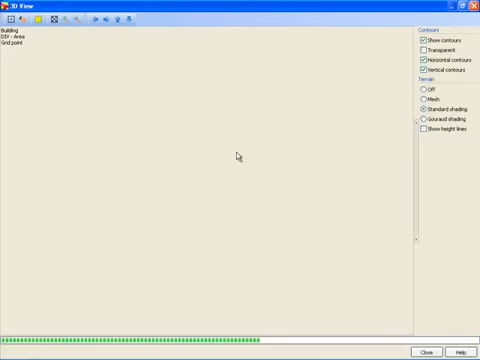 3D View
Building
DIV - Area
Grid point
Contours
Show contours
Transparent
Horizontal contours
Vertical contours
Terrain
Off
Mesh
Standard shading
Gouraud shading
Show height lines
Close
Help